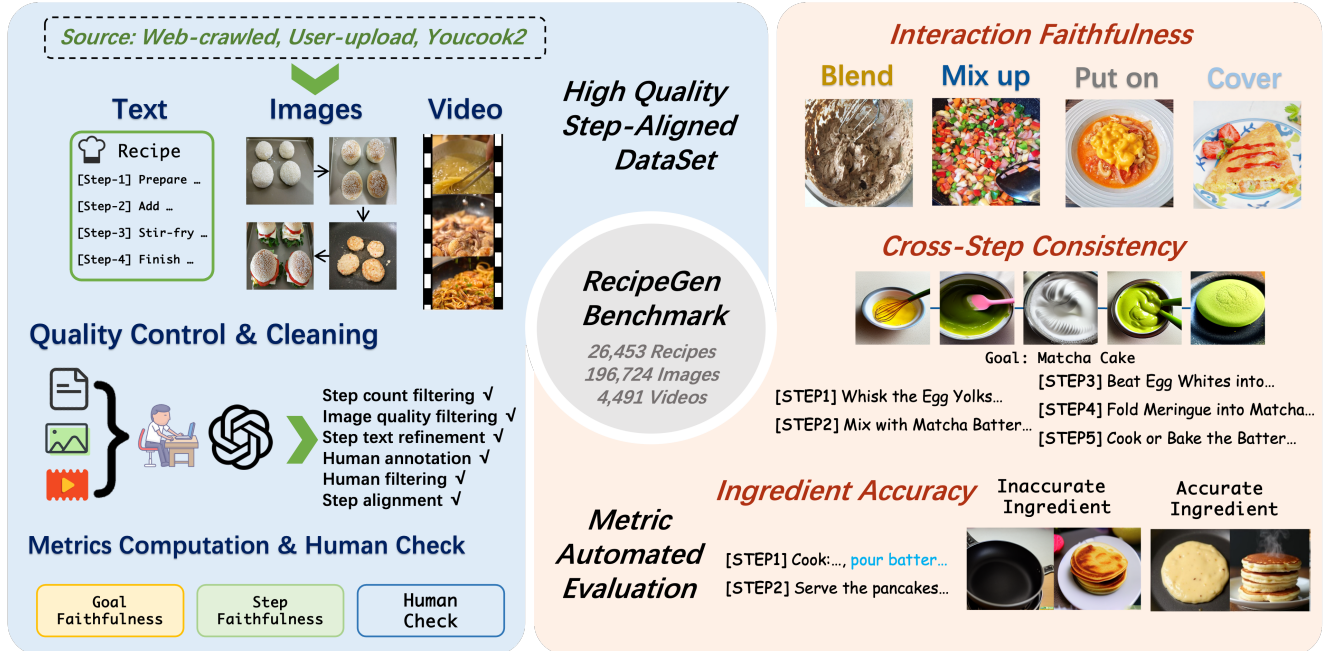 Source: Web-crawled, User-upload, Youcook2
Text
Images
Video
Recipe
[Step-1] Prepare …
[Step-2] Add …
[Step-3] Stir-fry …
[Step-4] Finish …
High Quality
Step-Aligned
DataSet
Quality Control & Cleaning
Step count filtering √
Image quality filtering √
Step text refinement √
Human annotation √
Human filtering √
Step alignment √
Metrics Computation & Human Check
Goal
Faithfulness
Step
Faithfulness
Human
Check
RecipeGen
Benchmark
26,453 Recipes
196,724 Images
4,491 Videos
Interaction Faithfulness
Blend
Mix up
Put on
Cover
Cross-Step Consistency
Goal: Matcha Cake
[STEP1] Whisk the Egg Yolks…
[STEP2] Mix with Matcha Batter…
[STEP3] Beat Egg Whites into…
[STEP4] Fold Meringue into Matcha…
[STEP5] Cook or Bake the Batter…
Metric
Automated
Evaluation
Ingredient Accuracy
[STEP1] Cook:…, pour batter…
[STEP2] Serve the pancakes…
Inaccurate
Ingredient
Accurate
Ingredient